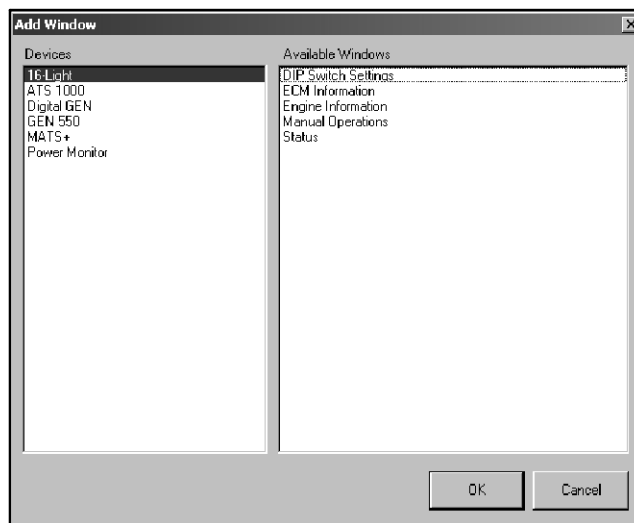 Add Window
Devices
16-Light
ATS 1000
Digital GEN
GEN 550
MATS+
Power Monitor
Available Windows
DIP Switch Settings
ECM Information
Engine Information
Manual Operations
Status
OK
Cancel